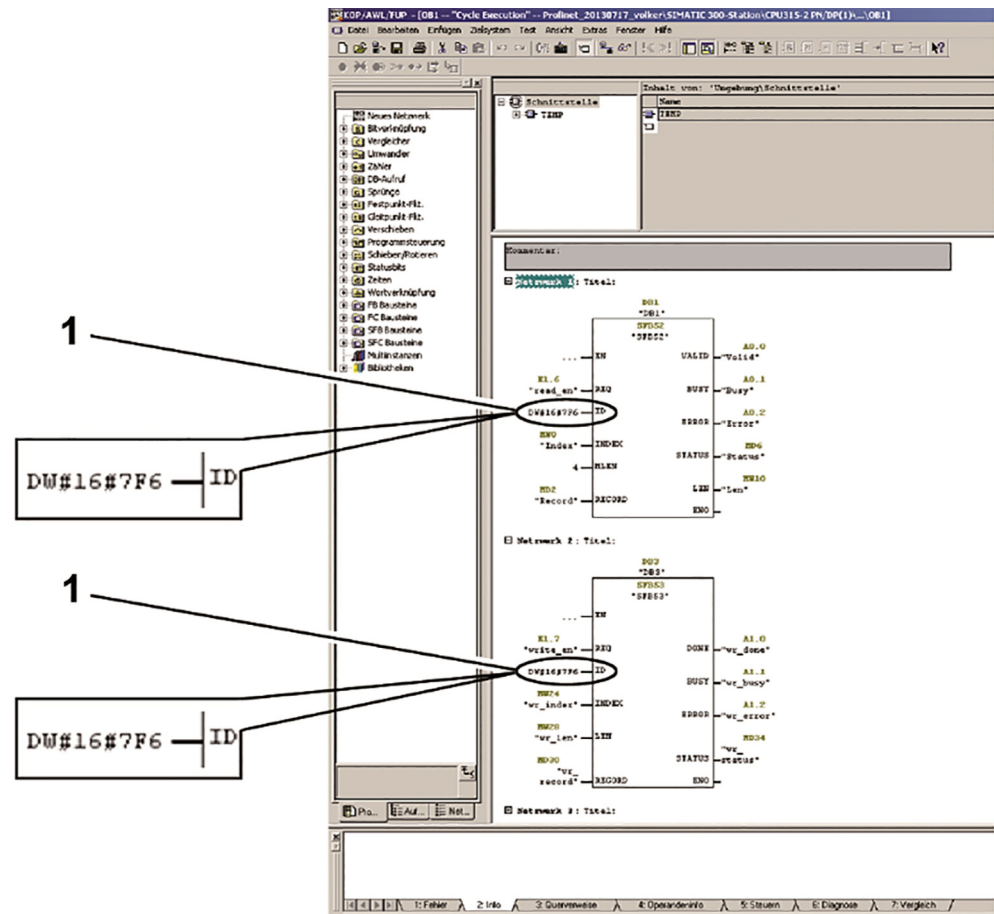 KOP/AWL/FUP - [OB1 -- "Cycle Execution" -- Profinet_20130717_volker\SIMATIC 300-Station\CPU315-2 PN/DP(1)\...\OB1]
Datei Bearbeiten Einfügen Zielsystem Test Ansicht Extras Fenster Hilfe
Neues Netzwerk
Bitverknüpfung
Vergleicher
Umwandler
Zähler
DB-Aufruf
Sprünge
Festpunkt-Fkt.
Gleitpunkt-Fkt.
Verschieben
Programmsteuerung
Schieben/Rotieren
Statusbits
Zeiten
Wortverknüpfung
FB Bausteine
FC Bausteine
SFB Bausteine
SFC Bausteine
Multiinstanzen
Bibliotheken
Pro...
Auf...
Net...
Schnittstelle
TEMP
Inhalt von: 'Umgebung\Schnittstelle'
Name
TEMP
Kommentar:
Netzwerk 1: Titel:
DB1
"DB1"
SFB52
"SFB52"
... EN VALID A0.0 "Valid"
E1.6 "read_en" REQ BUSY A0.1 "Busy"
DW#16#7F6 ID ERROR A0.2 "Error"
MW0 "Index" INDEX STATUS MD6 "Status"
4 MLEN LEN MW10 "Len"
MD2 "Record" RECORD ENO
Netzwerk 2: Titel:
DB3
"DB3"
SFB53
"SFB53"
... EN
E1.7 "write_en" REQ DONE A1.0 "wr_done"
DW#16#7F6 ID BUSY A1.1 "wr_busy"
MW24 "wr_index" INDEX ERROR A1.2 "wr_error"
MW28 "wr_len" LEN STATUS MD34 "wr_status"
MD30 "wr_record" RECORD ENO
Netzwerk 3: Titel:
1
DW#16#7F6 ID
1
DW#16#7F6 ID
1: Fehler 2: Info 3: Querverweise 4: Operandeninfo 5: Steuern 6: Diagnose 7: Vergleich